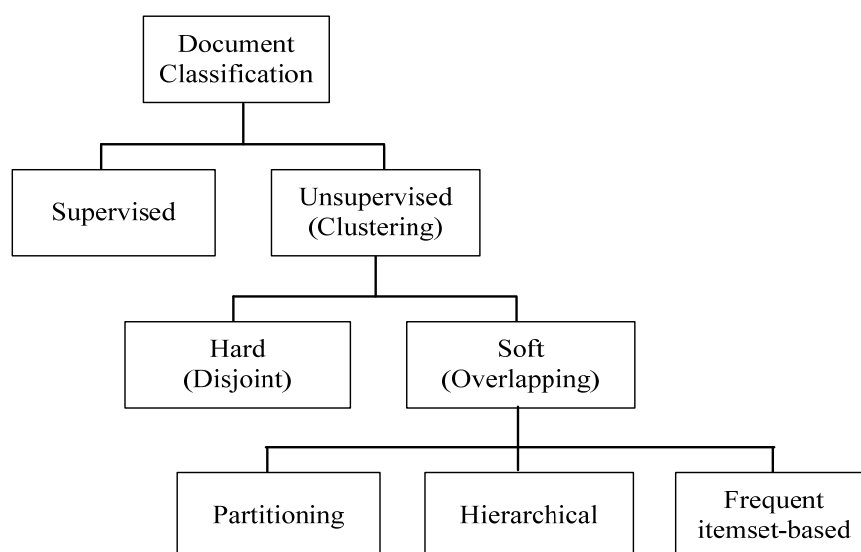 Document
Classification
Supervised
Unsupervised
(Clustering)
Hard
(Disjoint)
Soft
(Overlapping)
Partitioning
Hierarchical
Frequent
itemset-based